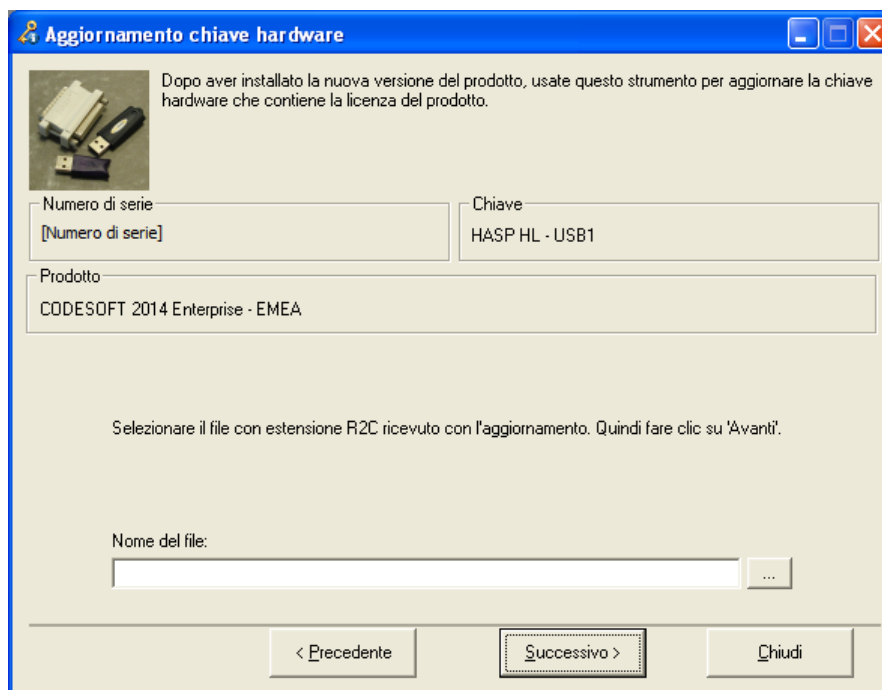 Aggiornamento chiave hardware
Dopo aver installato la nuova versione del prodotto, usate questo strumento per aggiornare la chiave
hardware che contiene la licenza del prodotto.
Numero di serie
[Numero di serie]
Chiave
HASP HL - USB1
Prodotto
CODESOFT 2014 Enterprise - EMEA
Selezionare il file con estensione R2C ricevuto con l'aggiornamento. Quindi fare clic su 'Avanti'.
Nome del file:
...
< Precedente
Successivo >
Chiudi